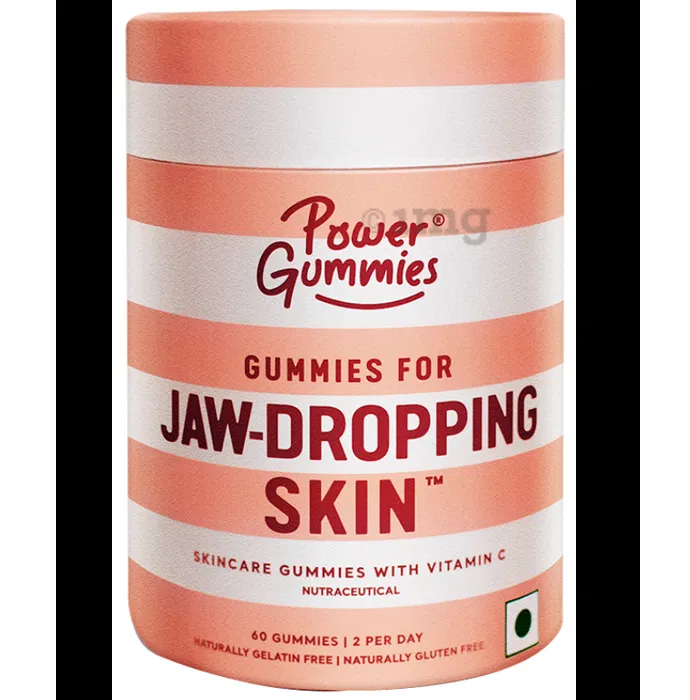 Power®
Gummies
© 1mg
GUMMIES FOR
JAW-DROPPING
SKIN™
SKINCARE GUMMIES WITH VITAMIN C
NUTRACEUTICAL
60 GUMMIES | 2 PER DAY
NATURALLY GELATIN FREE | NATURALLY GLUTEN FREE